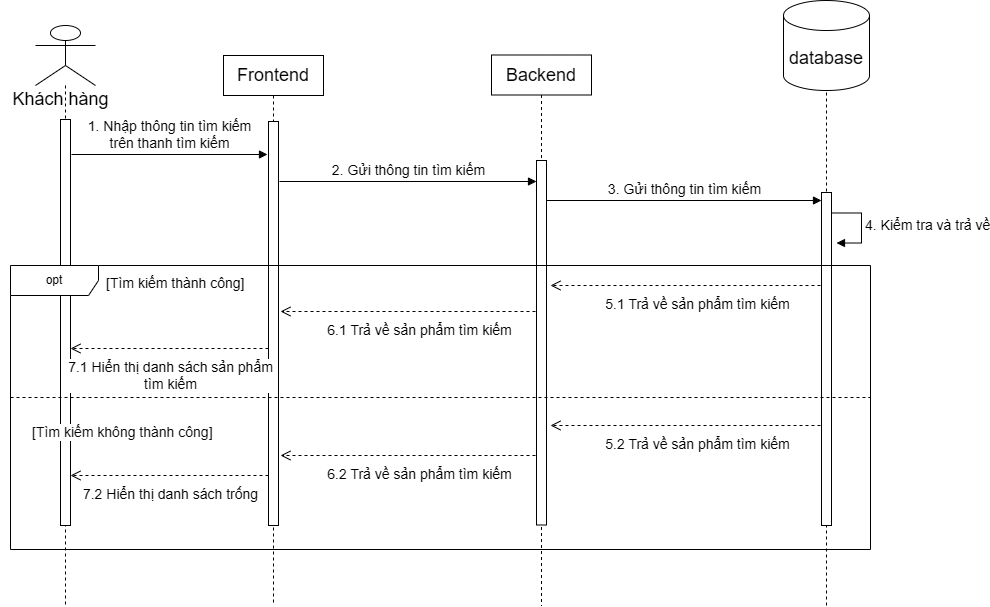 Khách hàng
Frontend
Backend
database
1. Nhập thông tin tìm kiếm
trên thanh tìm kiếm
2. Gửi thông tin tìm kiếm
3. Gửi thông tin tìm kiếm
4. Kiểm tra và trả về
opt
[Tìm kiếm thành công]
5.1 Trả về sản phẩm tìm kiếm
6.1 Trả về sản phẩm tìm kiếm
7.1 Hiển thị danh sách sản phẩm
tìm kiếm
[Tìm kiếm không thành công]
5.2 Trả về sản phẩm tìm kiếm
6.2 Trả về sản phẩm tìm kiếm
7.2 Hiển thị danh sách trống